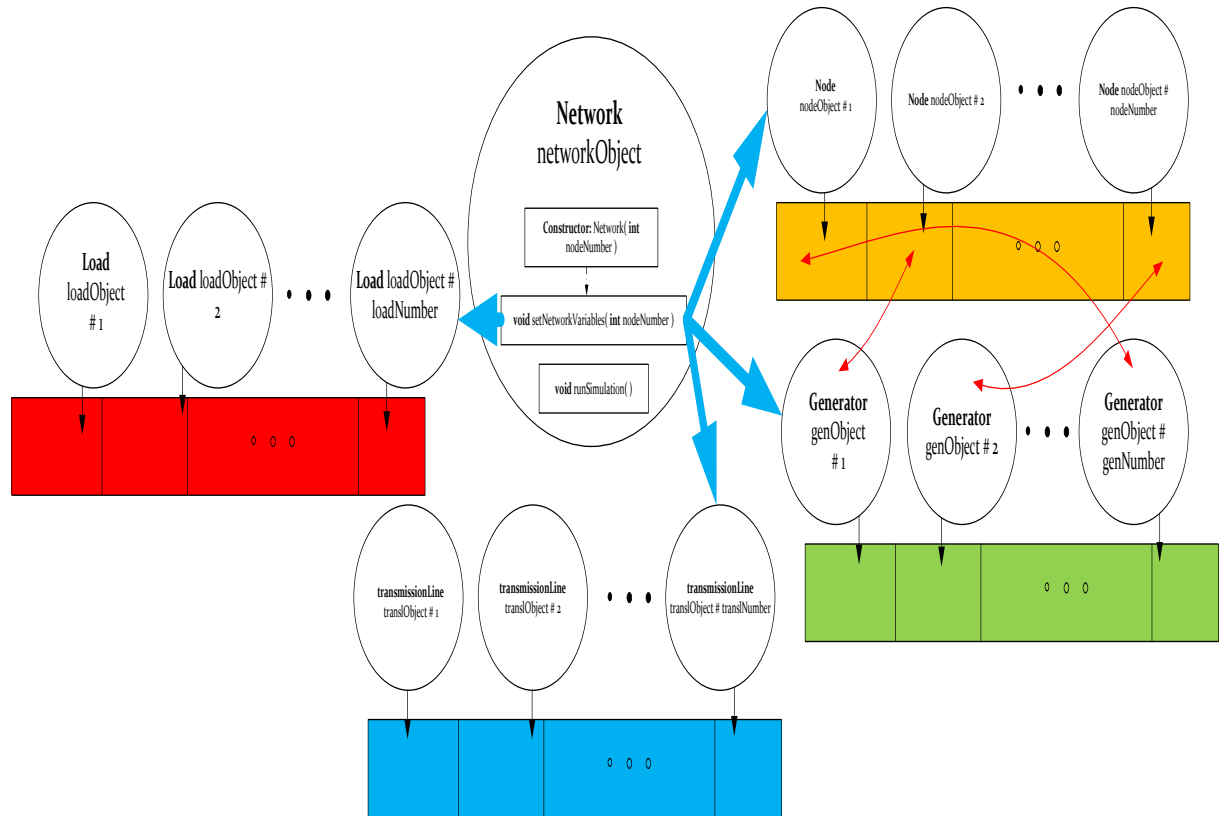 Network
networkObject
Constructor: Network( int
nodeNumber )
void setNetworkVariables( int nodeNumber )
void runSimulation( )
Node
nodeObject # 1
Node nodeObject # 2
Node nodeObject #
nodeNumber
Load
loadObject
# 1
Load loadObject #
2
Load loadObject #
loadNumber
Generator
genObject
# 1
Generator
genObject # 2
Generator
genObject #
genNumber
transmissionLine
translObject # 1
transmissionLine
translObject # 2
transmissionLine
translObject # translNumber